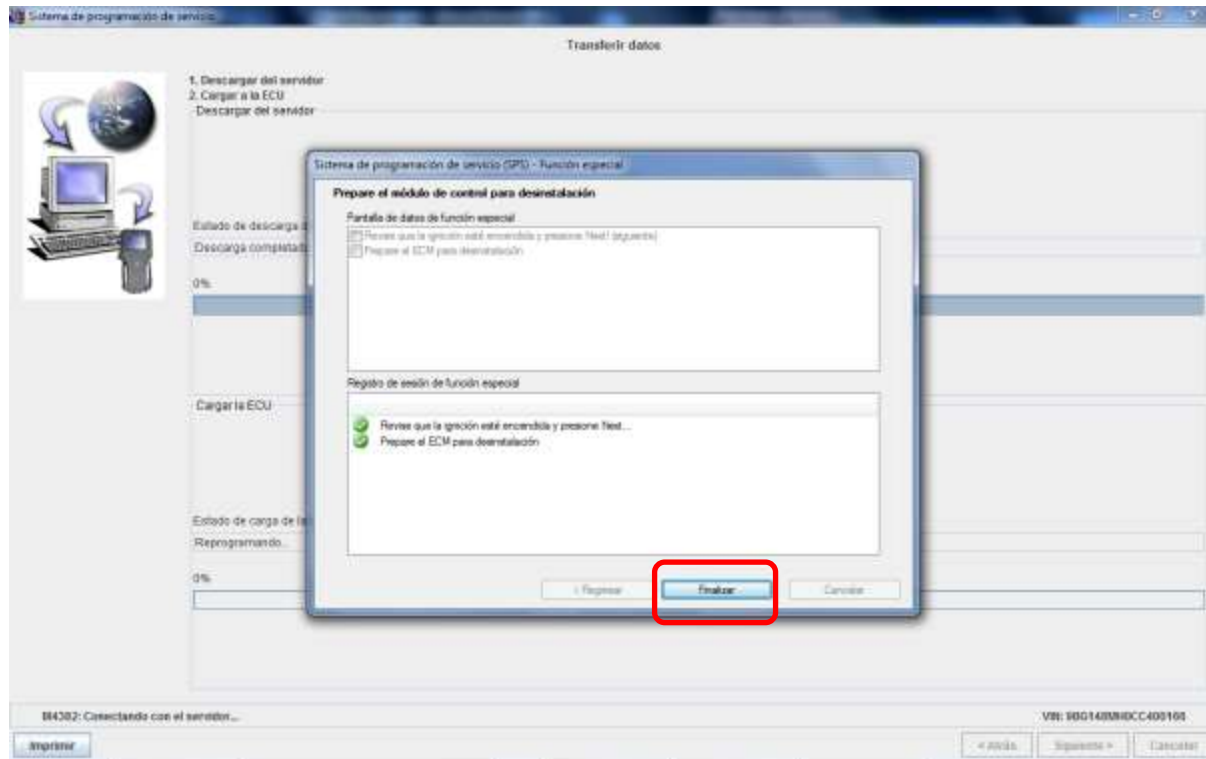 Sistema de programación de servicio
Transferir datos
1. Descargar del servidor
2. Cargar a la ECU
Descargar del servidor
Sistema de programación de servicio (SPS) - Función especial
Prepare el módulo de control para desinstalación
Pantalla de datos de función especial
Revise que la ignición esté encendida y presione Next! (siguiente)
Prepare el ECM para desinstalación
Estado de descarga
Descarga completada
0%
Registro de sesión de función especial
Cargar la ECU
Revise que la ignición esté encendida y presione Next...
Prepare el ECM para desinstalación
Estado de carga de la
Reprogramando...
0%
< Regresar
Finalizar
Cancelar
Conectando con el servidor...
VIN:
Imprimir
< Atrás
Siguiente >
Cancelar